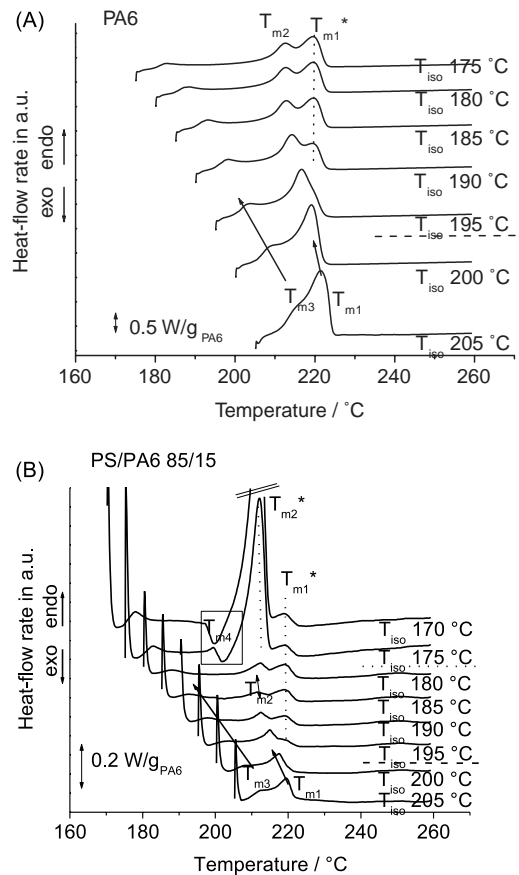 (A) PA6
T m2 T m1 *
T iso 175 °C
T iso 180 °C
T iso 185 °C
T iso 190 °C
T iso 195 °C
T iso 200 °C
T iso 205 °C
T m3 T m1
0.5 W/g PA6
Heat-flow rate in a.u.
exo endo
160 180 200 220 240 260
Temperature / °C
(B) PS/PA6 85/15
T m2 *
T m1 *
T m4
T iso 170 °C
T iso 175 °C
T iso 180 °C
T m2
T iso 185 °C
T iso 190 °C
T iso 195 °C
T iso 200 °C
T iso 205 °C
T m3 T m1
0.2 W/g PA6
Heat-flow rate in a.u.
exo endo
160 180 200 220 240 260
Temperature / °C